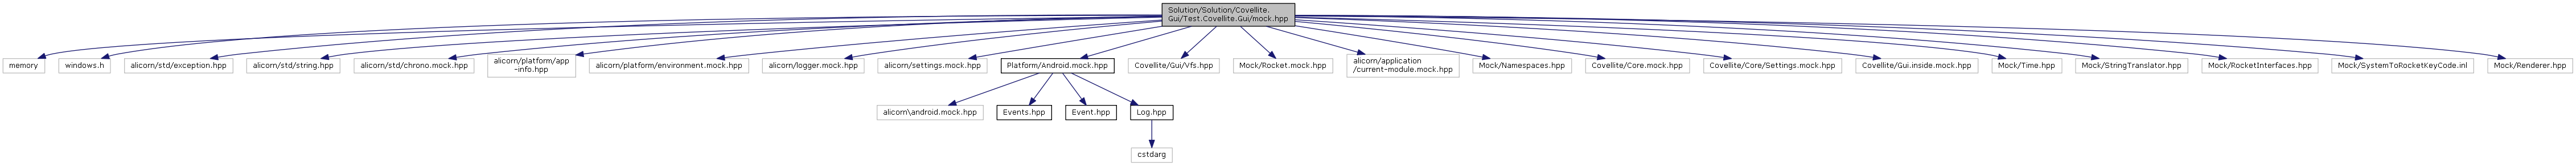 Solution/Solution/Covellite.
Gui/Test.Covellite.Gui/mock.hpp
memory
windows.h
alicorn/std/exception.hpp
alicorn/std/string.hpp
alicorn/std/chrono.mock.hpp
alicorn/platform/app
-info.hpp
alicorn/platform/environment.mock.hpp
alicorn/logger.mock.hpp
alicorn/settings.mock.hpp
Platform/Android.mock.hpp
Covellite/Gui/Vfs.hpp
Mock/Rocket.mock.hpp
alicorn/application
/current-module.mock.hpp
Mock/Namespaces.hpp
Covellite/Core.mock.hpp
Covellite/Core/Settings.mock.hpp
Covellite/Gui.inside.mock.hpp
Mock/Time.hpp
Mock/StringTranslator.hpp
Mock/RocketInterfaces.hpp
Mock/SystemToRocketKeyCode.inl
Mock/Renderer.hpp
alicorn\android.mock.hpp
Events.hpp
Event.hpp
Log.hpp
cstdarg